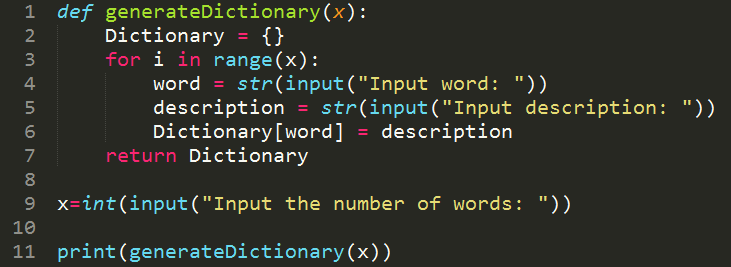 1 def generateDictionary(x):
2     Dictionary = {}
3     for i in range(x):
4         word = str(input("Input word: "))
5         description = str(input("Input description: "))
6         Dictionary[word] = description
7     return Dictionary
8
9 x=int(input("Input the number of words: "))
10
11 print(generateDictionary(x))